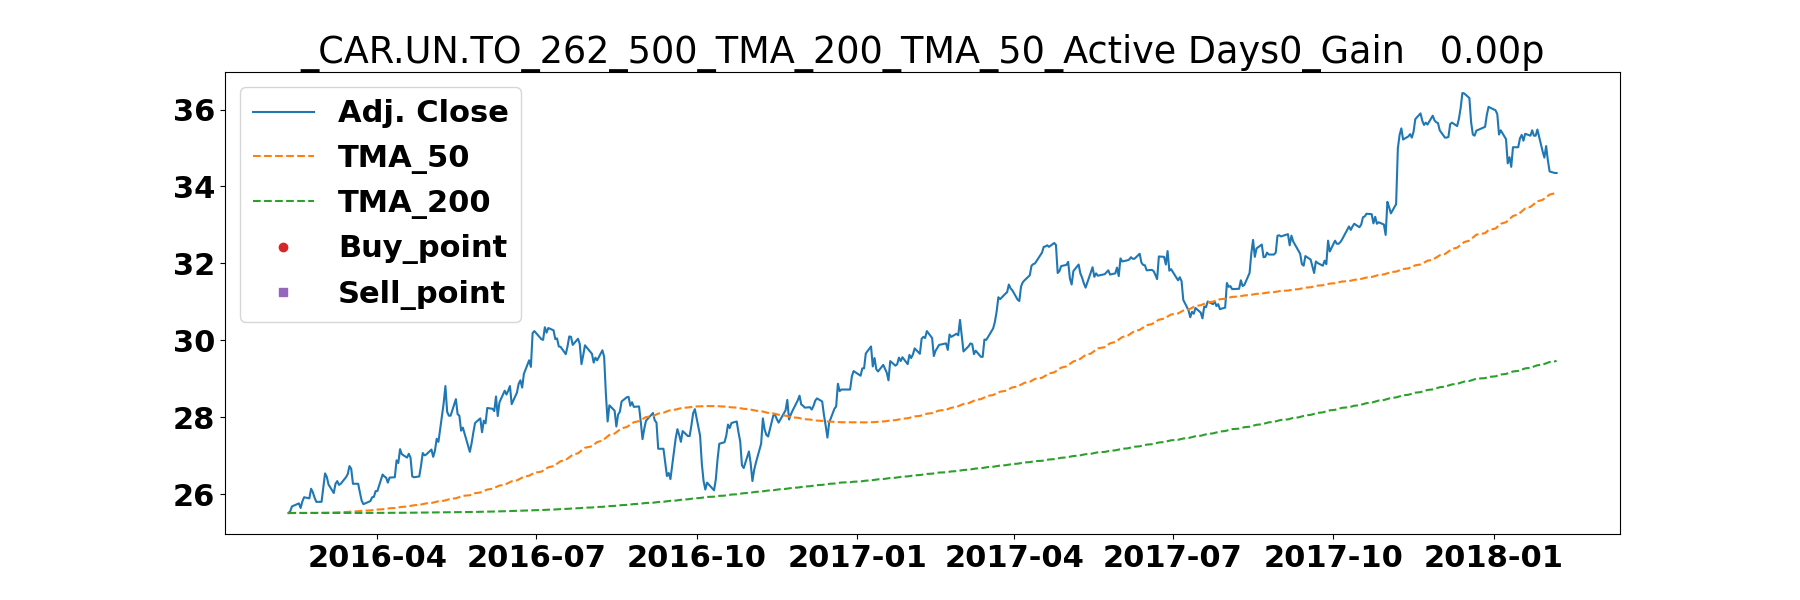 _CAR.UN.TO_262_500_TMA_200_TMA_50_Active Days0_Gain   0.00p
Adj. Close
TMA_50
TMA_200
Buy_point
Sell_point
36
34
32
30
28
26
2016-04 2016-07 2016-10 2017-01 2017-04 2017-07 2017-10 2018-01